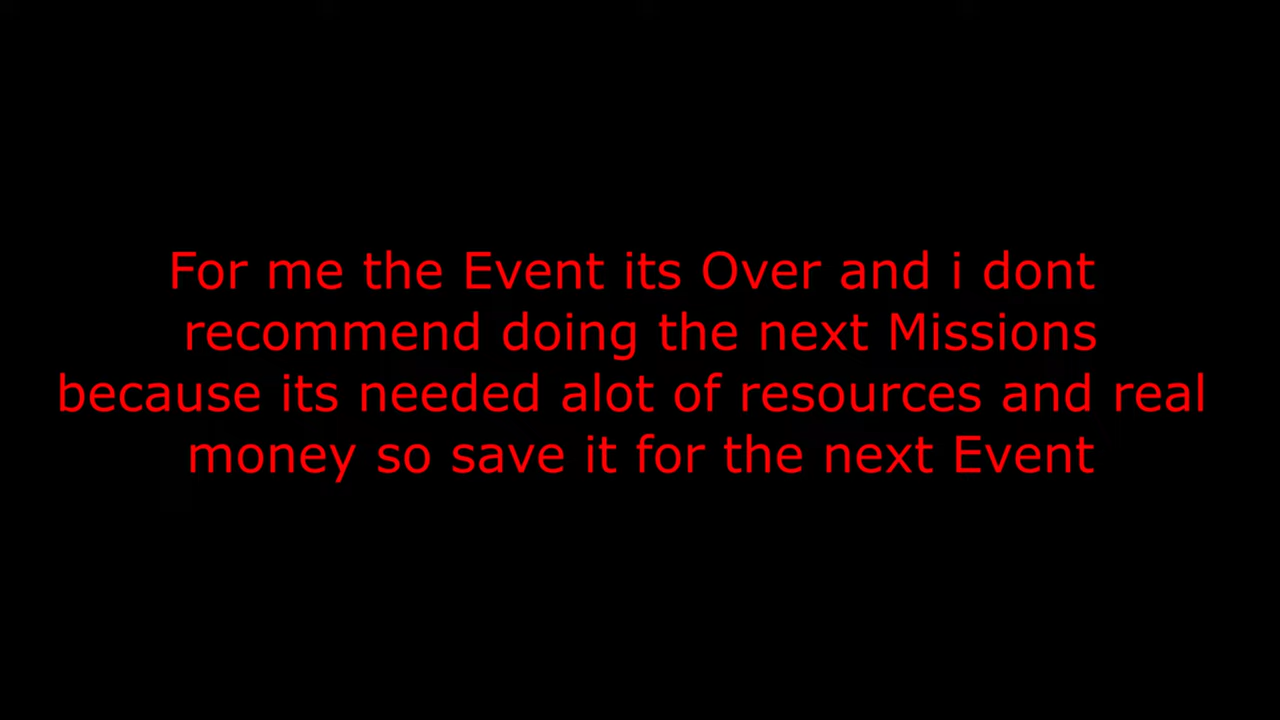 For me the Event its Over and i dont
recommend doing the next Missions
because its needed alot of resources and real
money so save it for the next Event